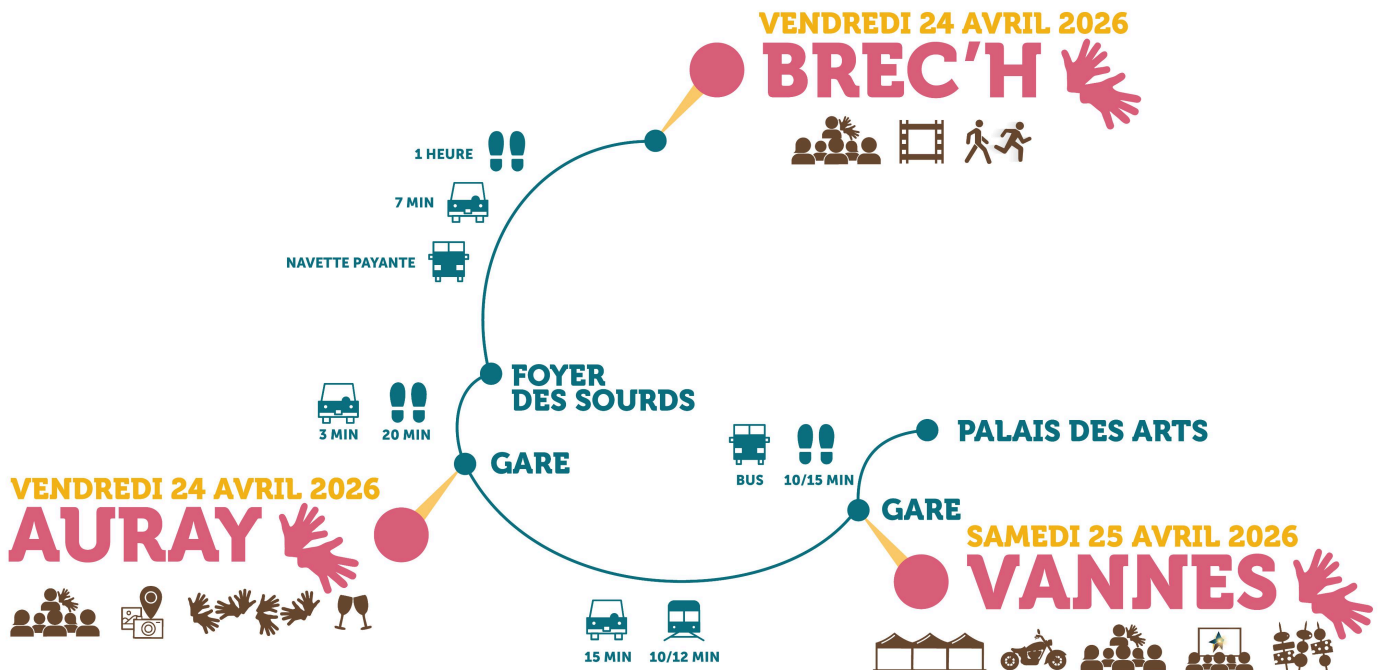 VENDREDI 24 AVRIL 2026
BREC'H
1 HEURE
7 MIN
NAVETTE PAYANTE
FOYER
DES SOURDS
3 MIN
20 MIN
GARE
VENDREDI 24 AVRIL 2026
AURAY
15 MIN
10/12 MIN
BUS
10/15 MIN
PALAIS DES ARTS
GARE
SAMEDI 25 AVRIL 2026
VANNES